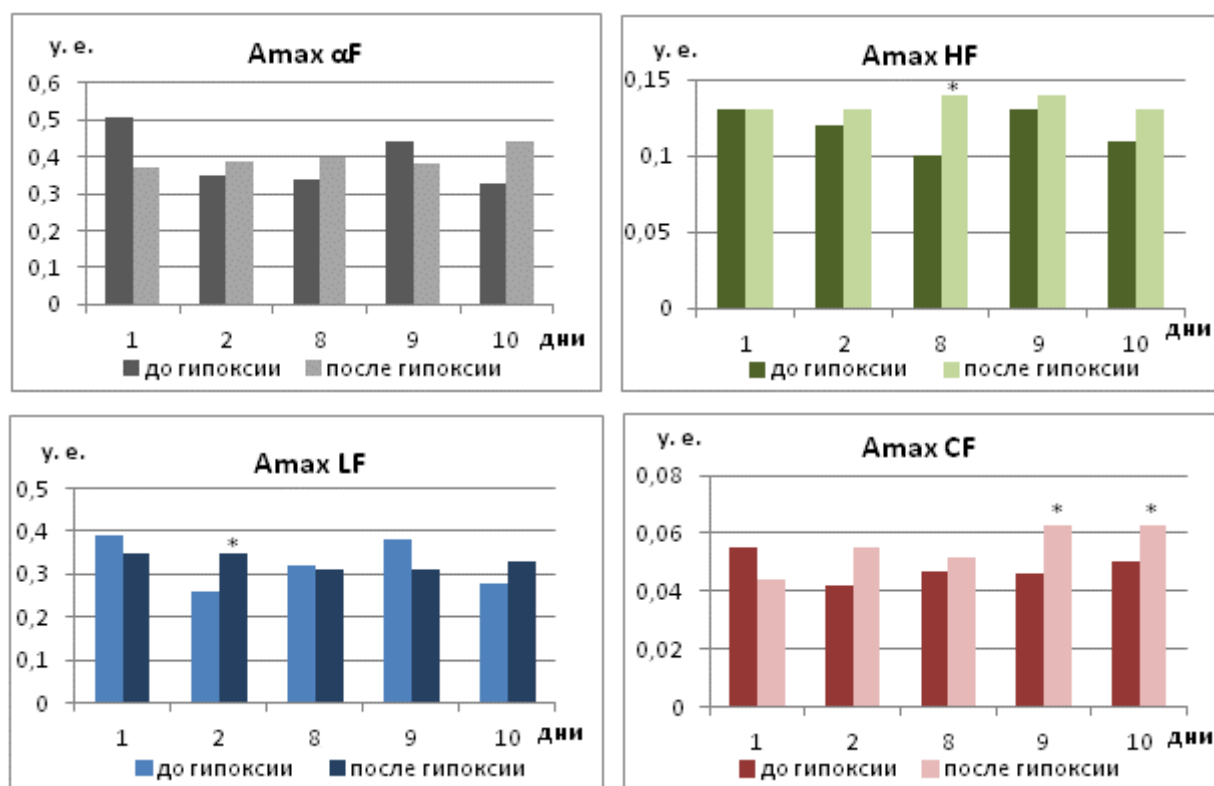 у. е.
Amax αF
0,6
0,5
0,4
0,3
0,2
0,1
0
1 2 8 9 10 дни
до гипоксии после гипоксии
у. е.
Amax HF
0,15
*
0,1
0,05
0
1 2 8 9 10 дни
до гипоксии после гипоксии
у. е.
Amax LF
0,5
0,4
*
0,3
0,2
0,1
0
1 2 8 9 10 дни
до гипоксии после гипоксии
у. е.
Amax CF
0,08
* *
0,06
0,04
0,02
0
1 2 8 9 10 дни
до гипоксии после гипоксии